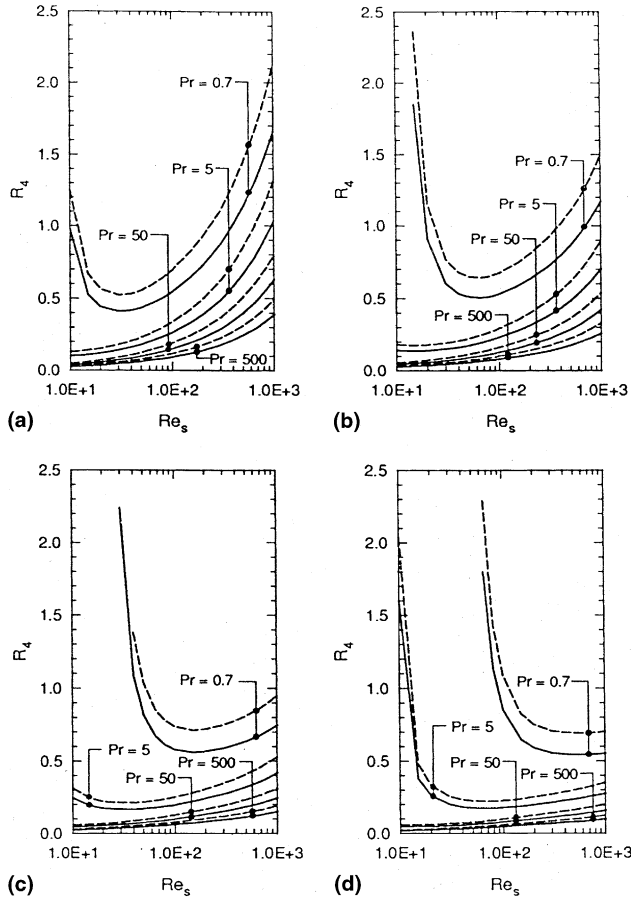 2.5
2.0
1.5
1.0
0.5
0.0
R4
Pr = 0.7
Pr = 5
Pr = 50
Pr = 500
1.0E+1
1.0E+2
1.0E+3
(a)
Res
2.5
2.0
1.5
1.0
0.5
0.0
R4
Pr = 0.7
Pr = 5
Pr = 50
Pr = 500
1.0E+1
1.0E+2
1.0E+3
(b)
Res
2.5
2.0
1.5
1.0
0.5
0.0
R4
Pr = 0.7
Pr = 5
Pr = 500
Pr = 50
1.0E+1
1.0E+2
1.0E+3
(c)
Res
2.5
2.0
1.5
1.0
0.5
0.0
R4
Pr = 0.7
Pr = 5
Pr = 50
Pr = 500
1.0E+1
1.0E+2
1.0E+3
(d)
Res